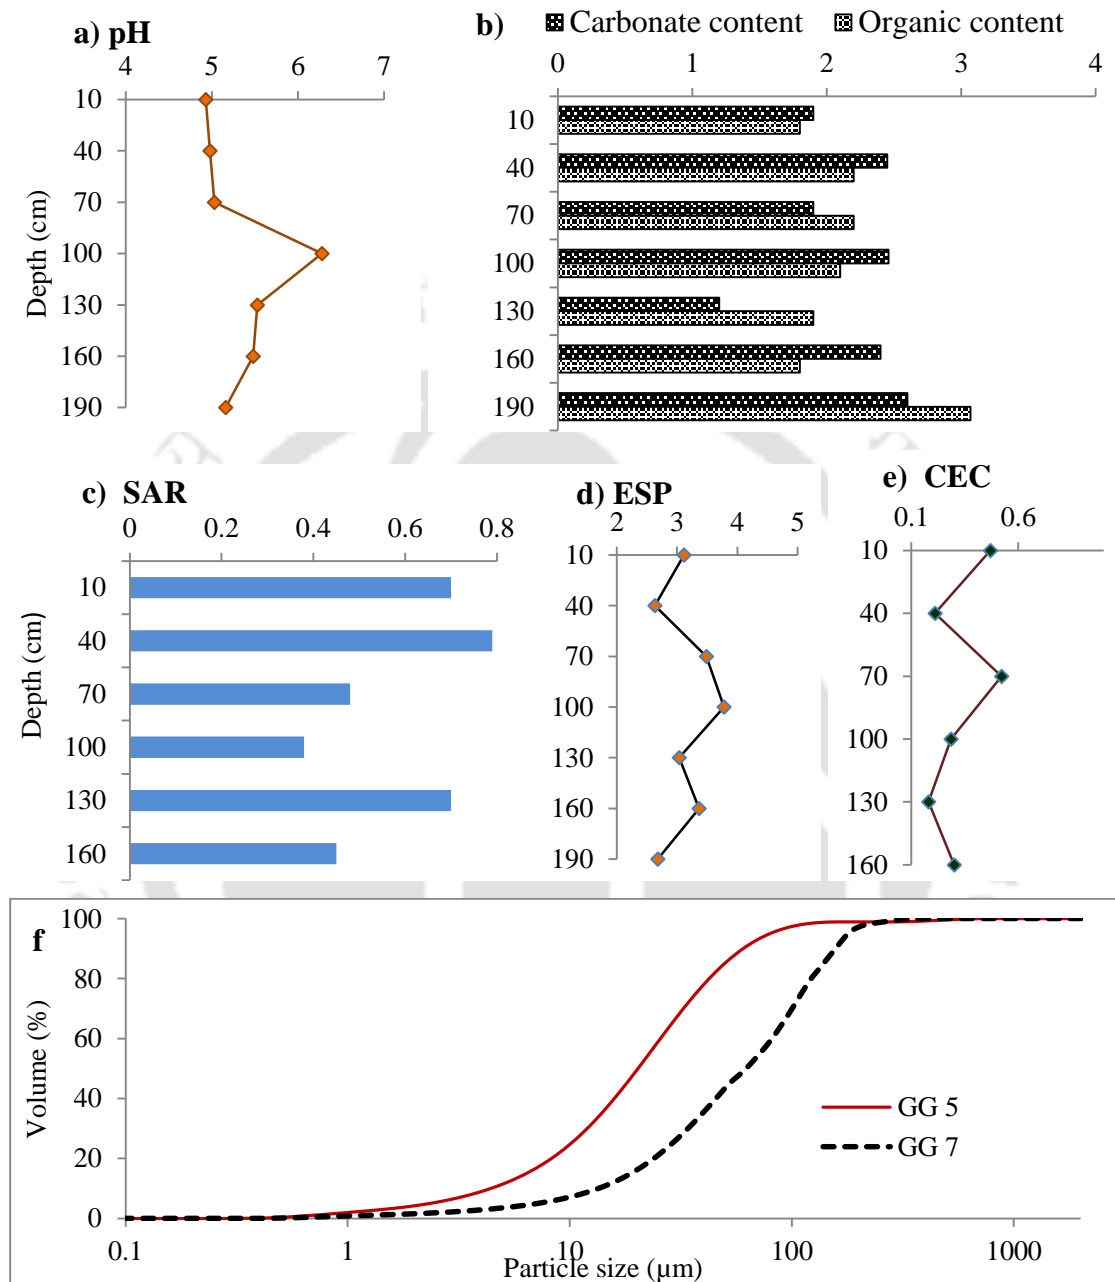 a) pH
4 5 6 7
10
40
70
100
130
160
190
Depth (cm)
b) Carbonate content Organic content
0 1 2 3 4
10
40
70
100
130
160
190
c) SAR
0 0.2 0.4 0.6 0.8
10
40
70
100
130
160
Depth (cm)
d) ESP
2 3 4 5
10
40
70
100
130
160
190
e) CEC
0.1 0.6
10
40
70
100
130
160
f
100
80
60
40
20
0
Volume (%)
GG 5
GG 7
0.1 1 10 100 1000
Particle size (µm)